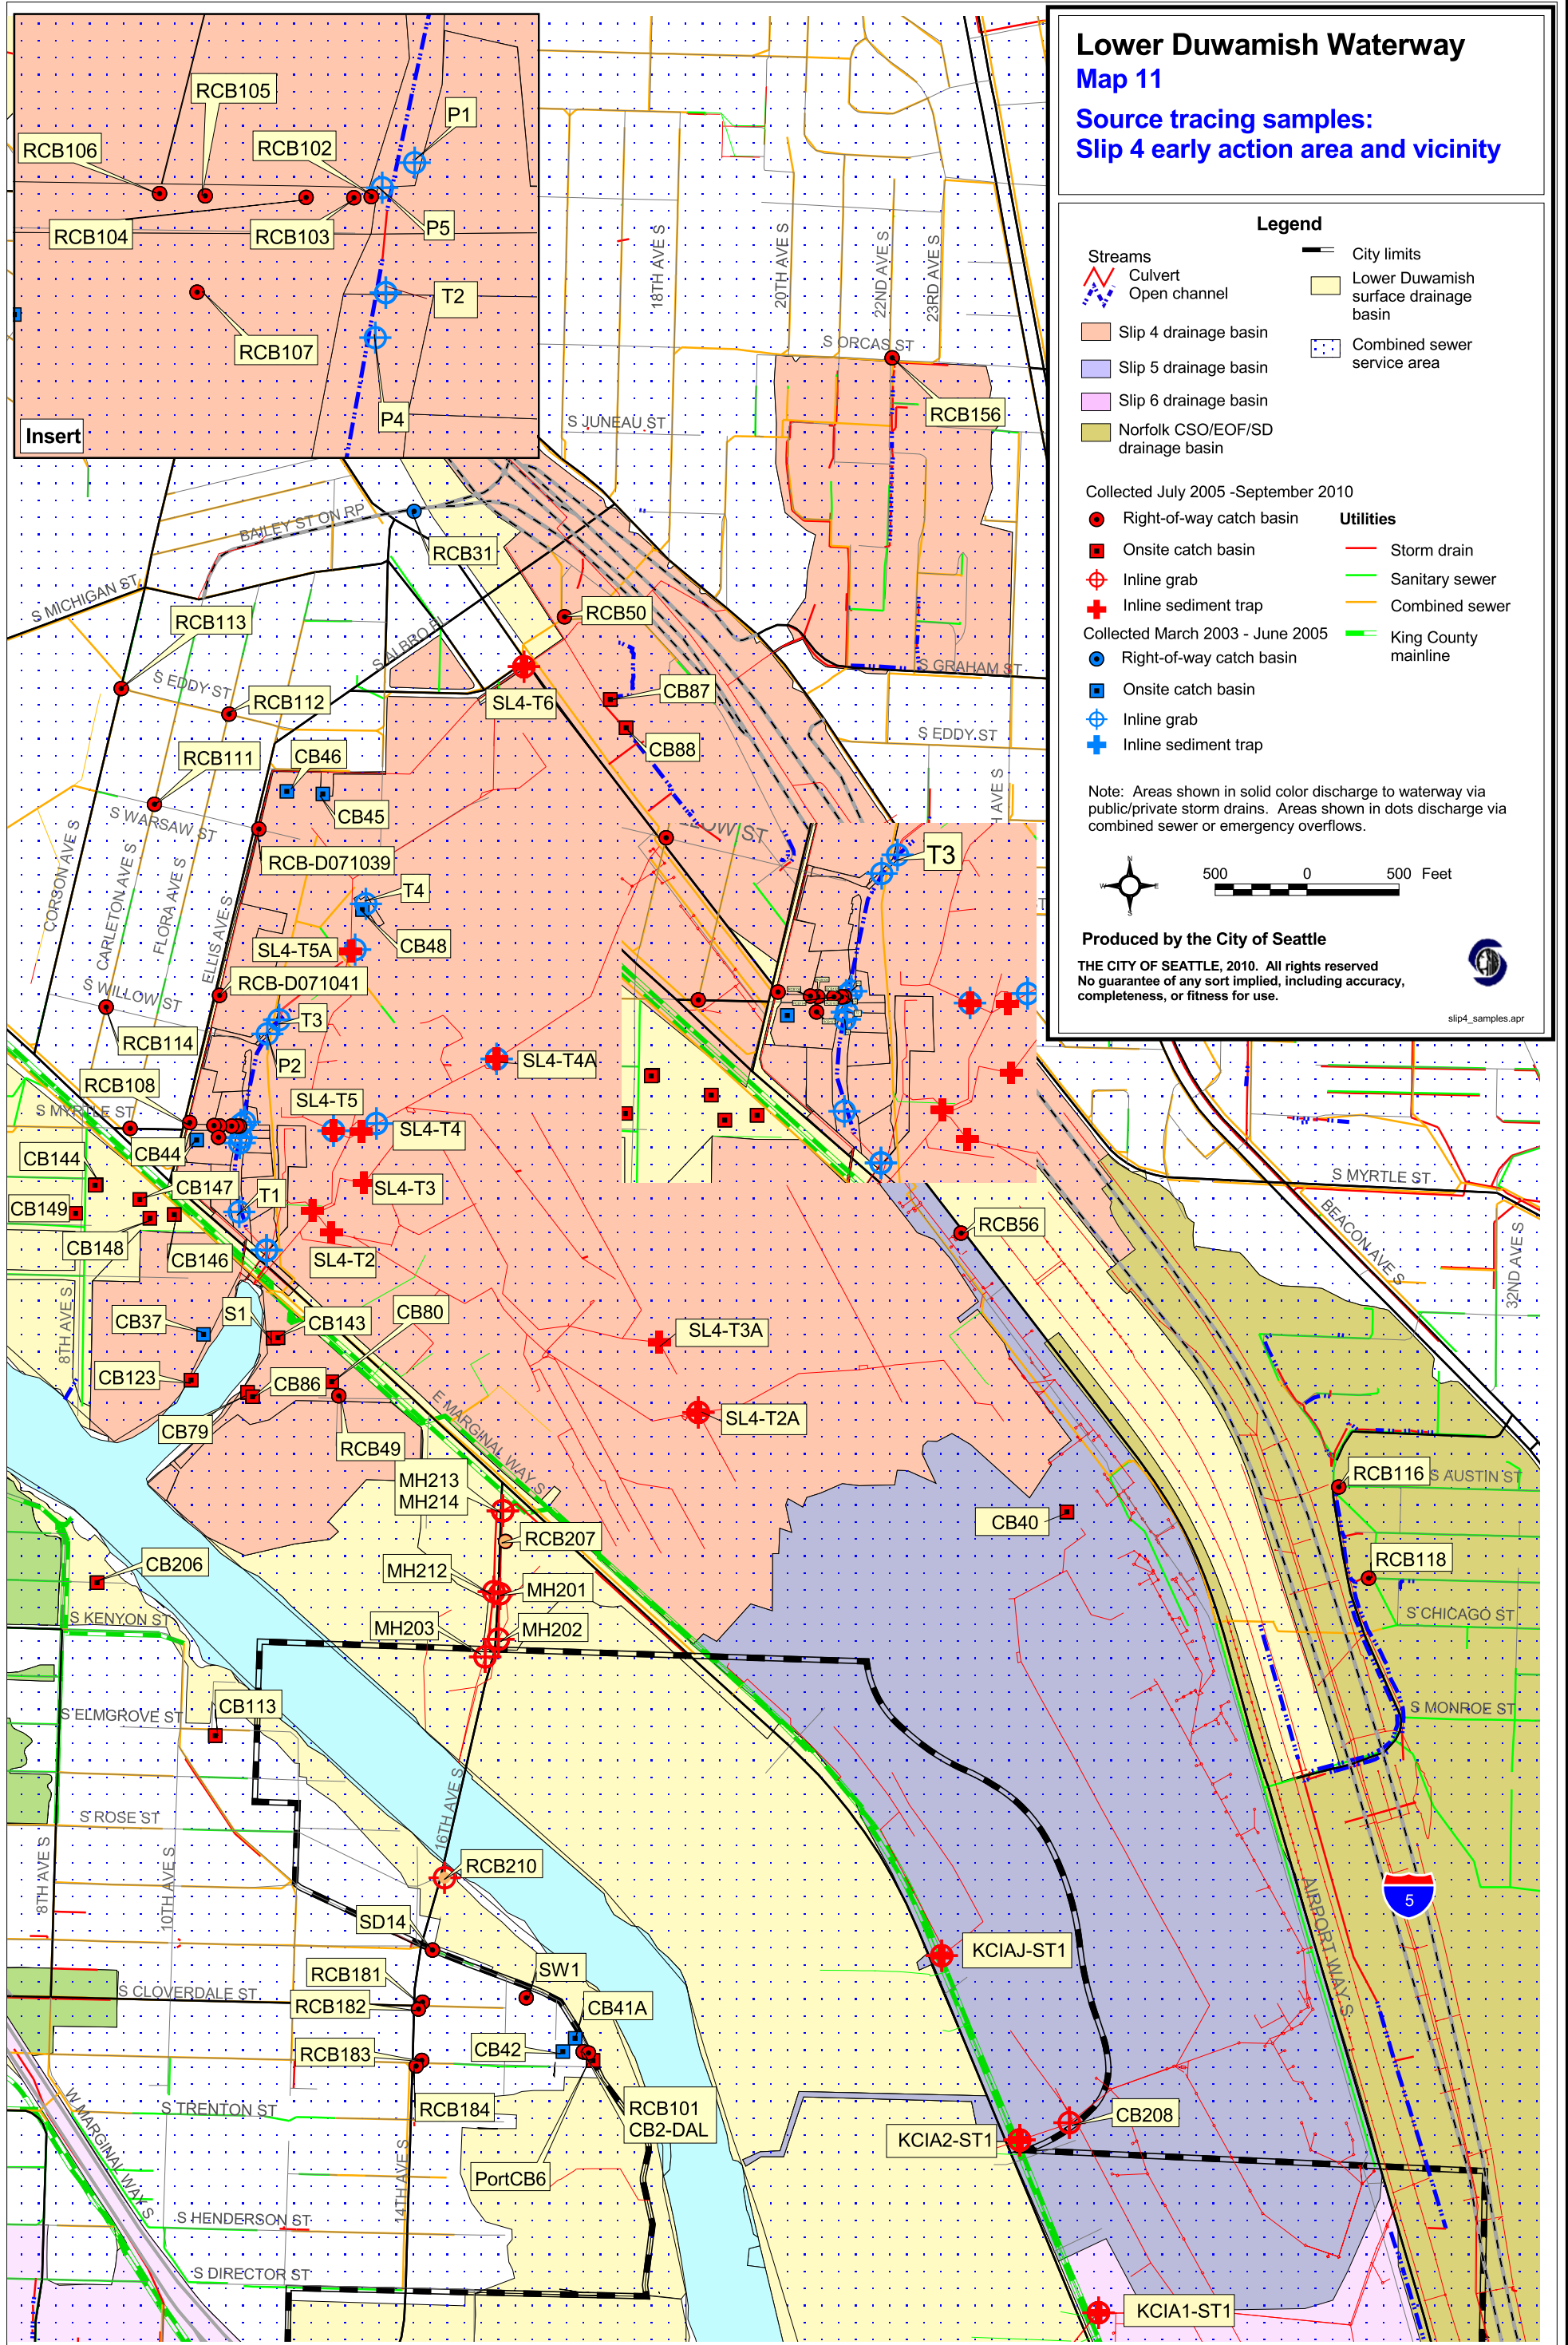 Lower Duwamish Waterway
Map 11
Source tracing samples:
Slip 4 early action area and vicinity
Legend
Streams
Culvert
Open channel
City limits
Lower Duwamish
surface drainage
basin
Slip 4 drainage basin
Slip 5 drainage basin
Slip 6 drainage basin
Norfolk CSO/EOF/SD
drainage basin
Combined sewer
service area
Collected July 2005 -September 2010
Right-of-way catch basin
Onsite catch basin
Inline grab
Inline sediment trap
Collected March 2003 - June 2005
Right-of-way catch basin
Onsite catch basin
Inline grab
Inline sediment trap
Utilities
Storm drain
Sanitary sewer
Combined sewer
King County
mainline
Note: Areas shown in solid color discharge to waterway via
public/private storm drains. Areas shown in dots discharge via
combined sewer or emergency overflows.
N
W
E
S
500 0 500 Feet
Produced by the City of Seattle
THE CITY OF SEATTLE, 2010. All rights reserved
No guarantee of any sort implied, including accuracy,
completeness, or fitness for use.
slip4_samples.apr
RCB105
P1
RCB106
RCB102
RCB104
RCB103
P5
T2
RCB107
P4
Insert
18TH AVE S
20TH AVE S
22ND AVE S
23RD AVE S
S ORCAS ST
RCB156
S JUNEAU ST
BAILEY ST ON RP
RCB31
S MICHIGAN ST
RCB113
RCB50
S ALBRO PL
S GRAHAM ST
S EDDY ST
RCB112
SL4-T6
CB87
CB88
S EDDY ST
RCB111
CB46
CB45
H AVE S
S WARSAW ST
RCB-D071039
OW ST
T3
CORSON AVE S
CARLETON AVE S
FLORA AVE S
ELLIS AVE S
T4
CB48
SL4-T5A
RCB-D071041
S WILLOW ST
T3
RCB114
P2
SL4-T4A
RCB108
SL4-T5
S MYRTLE ST
SL4-T4
CB44
CB144
CB147
T1
SL4-T3
CB149
CB148
CB146
SL4-T2
S MYRTLE ST
BEACON AVE S
32ND AVE S
RCB56
8TH AVE S
CB37
S1
CB143
CB80
SL4-T3A
CB123
CB86
SL4-T2A
CB79
RCB49
E MARGINAL WAY S
MH213
MH214
RCB116
S AUSTIN ST
CB40
RCB207
CB206
MH212
MH201
RCB118
S KENYON ST
MH203
MH202
S CHICAGO ST
CB113
S ELMGROVE ST
S MONROE ST
S ROSE ST
16TH AVE S
8TH AVE S
10TH AVE S
RCB210
5
AIRPORT WAY S
SD14
KCIAJ-ST1
RCB181
SW1
S CLOVERDALE ST
RCB182
CB41A
RCB183
CB42
RCB184
RCB101
CB2-DAL
W MARGINAL WAY S
S TRENTON ST
CB208
KCIA2-ST1
PortCB6
14TH AVE S
S HENDERSON ST
S DIRECTOR ST
KCIA1-ST1